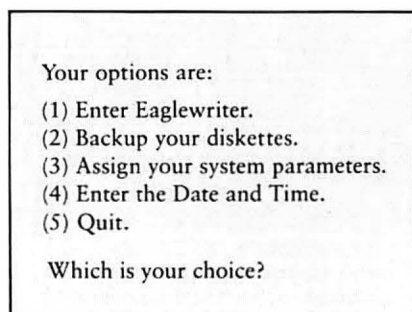 Your options are:
(1) Enter Eaglewriter.
(2) Backup your diskettes.
(3) Assign your system parameters.
(4) Enter the Date and Time.
(5) Quit.
Which is your choice?